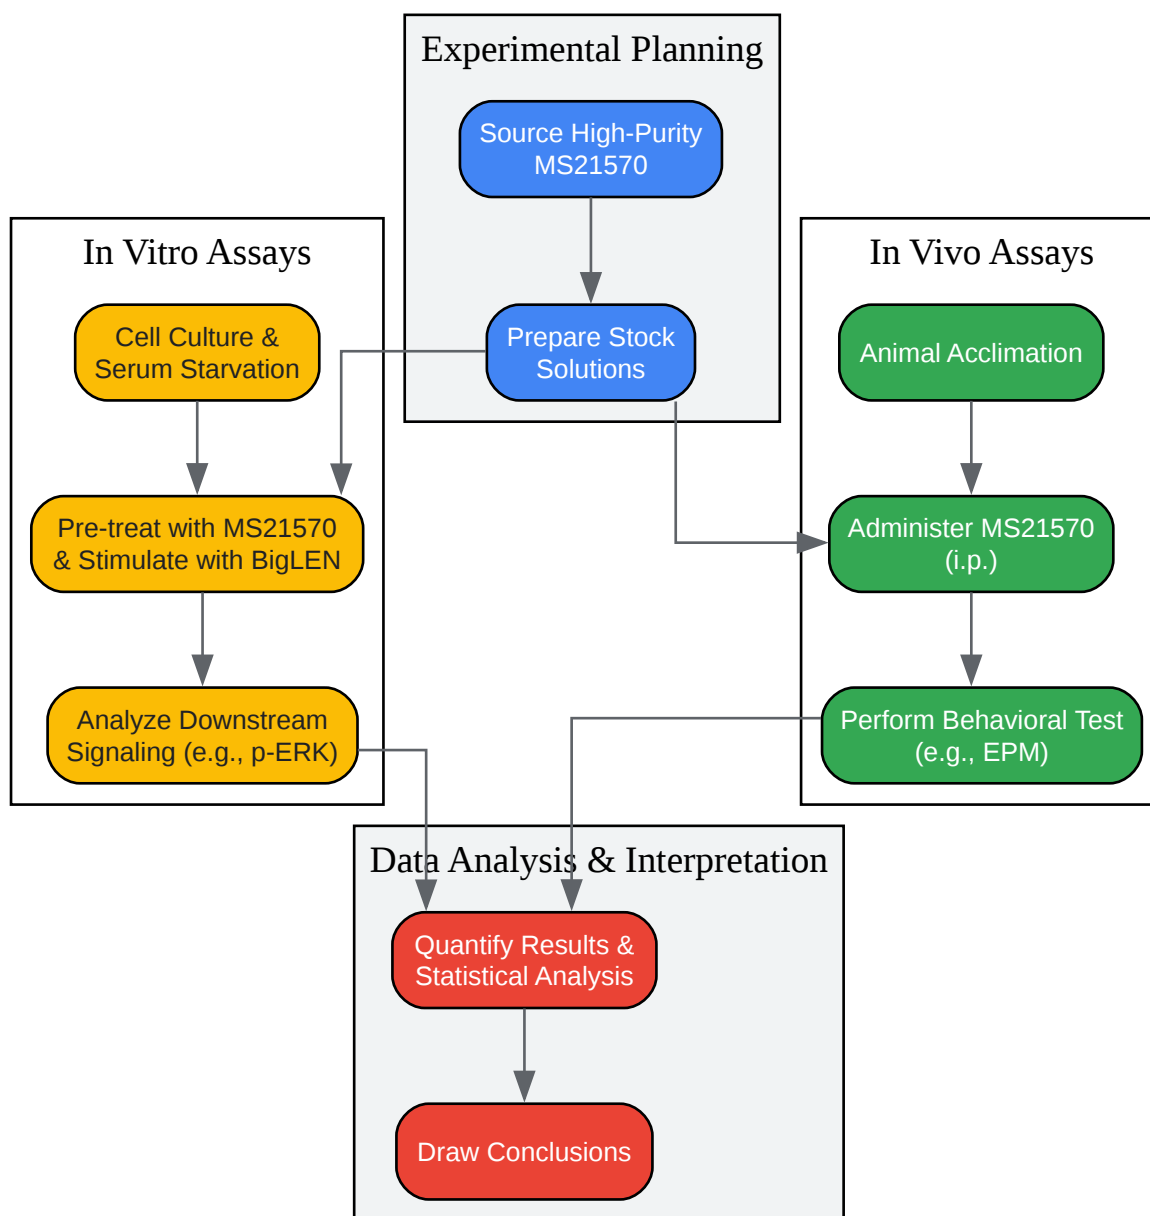 Experimental Planning
Source High-Purity
MS21570
Prepare Stock
Solutions
In Vitro Assays
Cell Culture &
Serum Starvation
Pre-treat with MS21570
& Stimulate with BigLEN
Analyze Downstream
Signaling (e.g., p-ERK)
In Vivo Assays
Animal Acclimation
Administer MS21570
(i.p.)
Perform Behavioral Test
(e.g., EPM)
Data Analysis & Interpretation
Quantify Results &
Statistical Analysis
Draw Conclusions